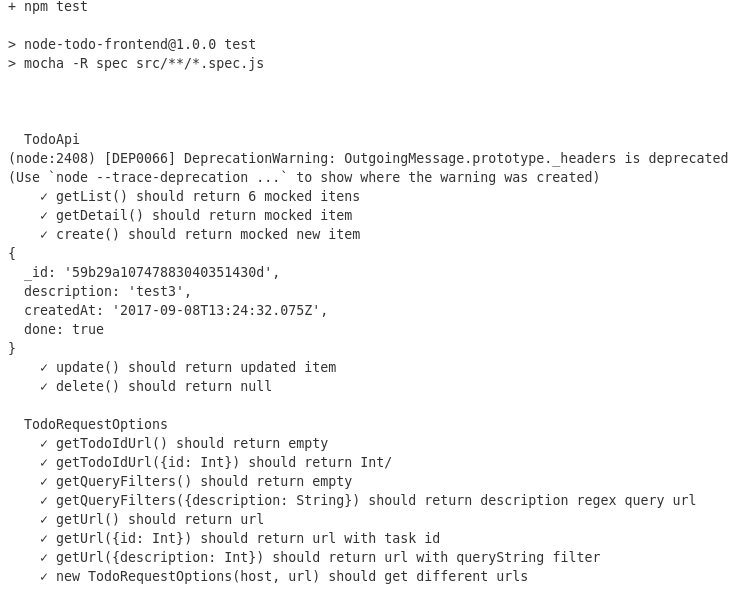 + npm test
> node-todo-frontend@1.0.0 test
> mocha -R spec src/**/*.spec.js
TodoApi
(node:2408) [DEP0066] DeprecationWarning: OutgoingMessage.prototype._headers is deprecated
(Use `node --trace-deprecation ...` to show where the warning was created)
✓ getList() should return 6 mocked itens
✓ getDetail() should return mocked item
✓ create() should return mocked new item
{
_id: '59b29a10747883040351430d',
description: 'test3',
createdAt: '2017-09-08T13:24:32.075Z',
done: true
}
✓ update() should return updated item
✓ delete() should return null
TodoRequestOptions
✓ getTodoIdUrl() should return empty
✓ getTodoIdUrl({id: Int}) should return Int/
✓ getQueryFilters() should return empty
✓ getQueryFilters({description: String}) should return description regex query url
✓ getUrl() should return url
✓ getUrl({id: Int}) should return url with task id
✓ getUrl({description: Int}) should return url with queryString filter
✓ new TodoRequestOptions(host, url) should get different urls